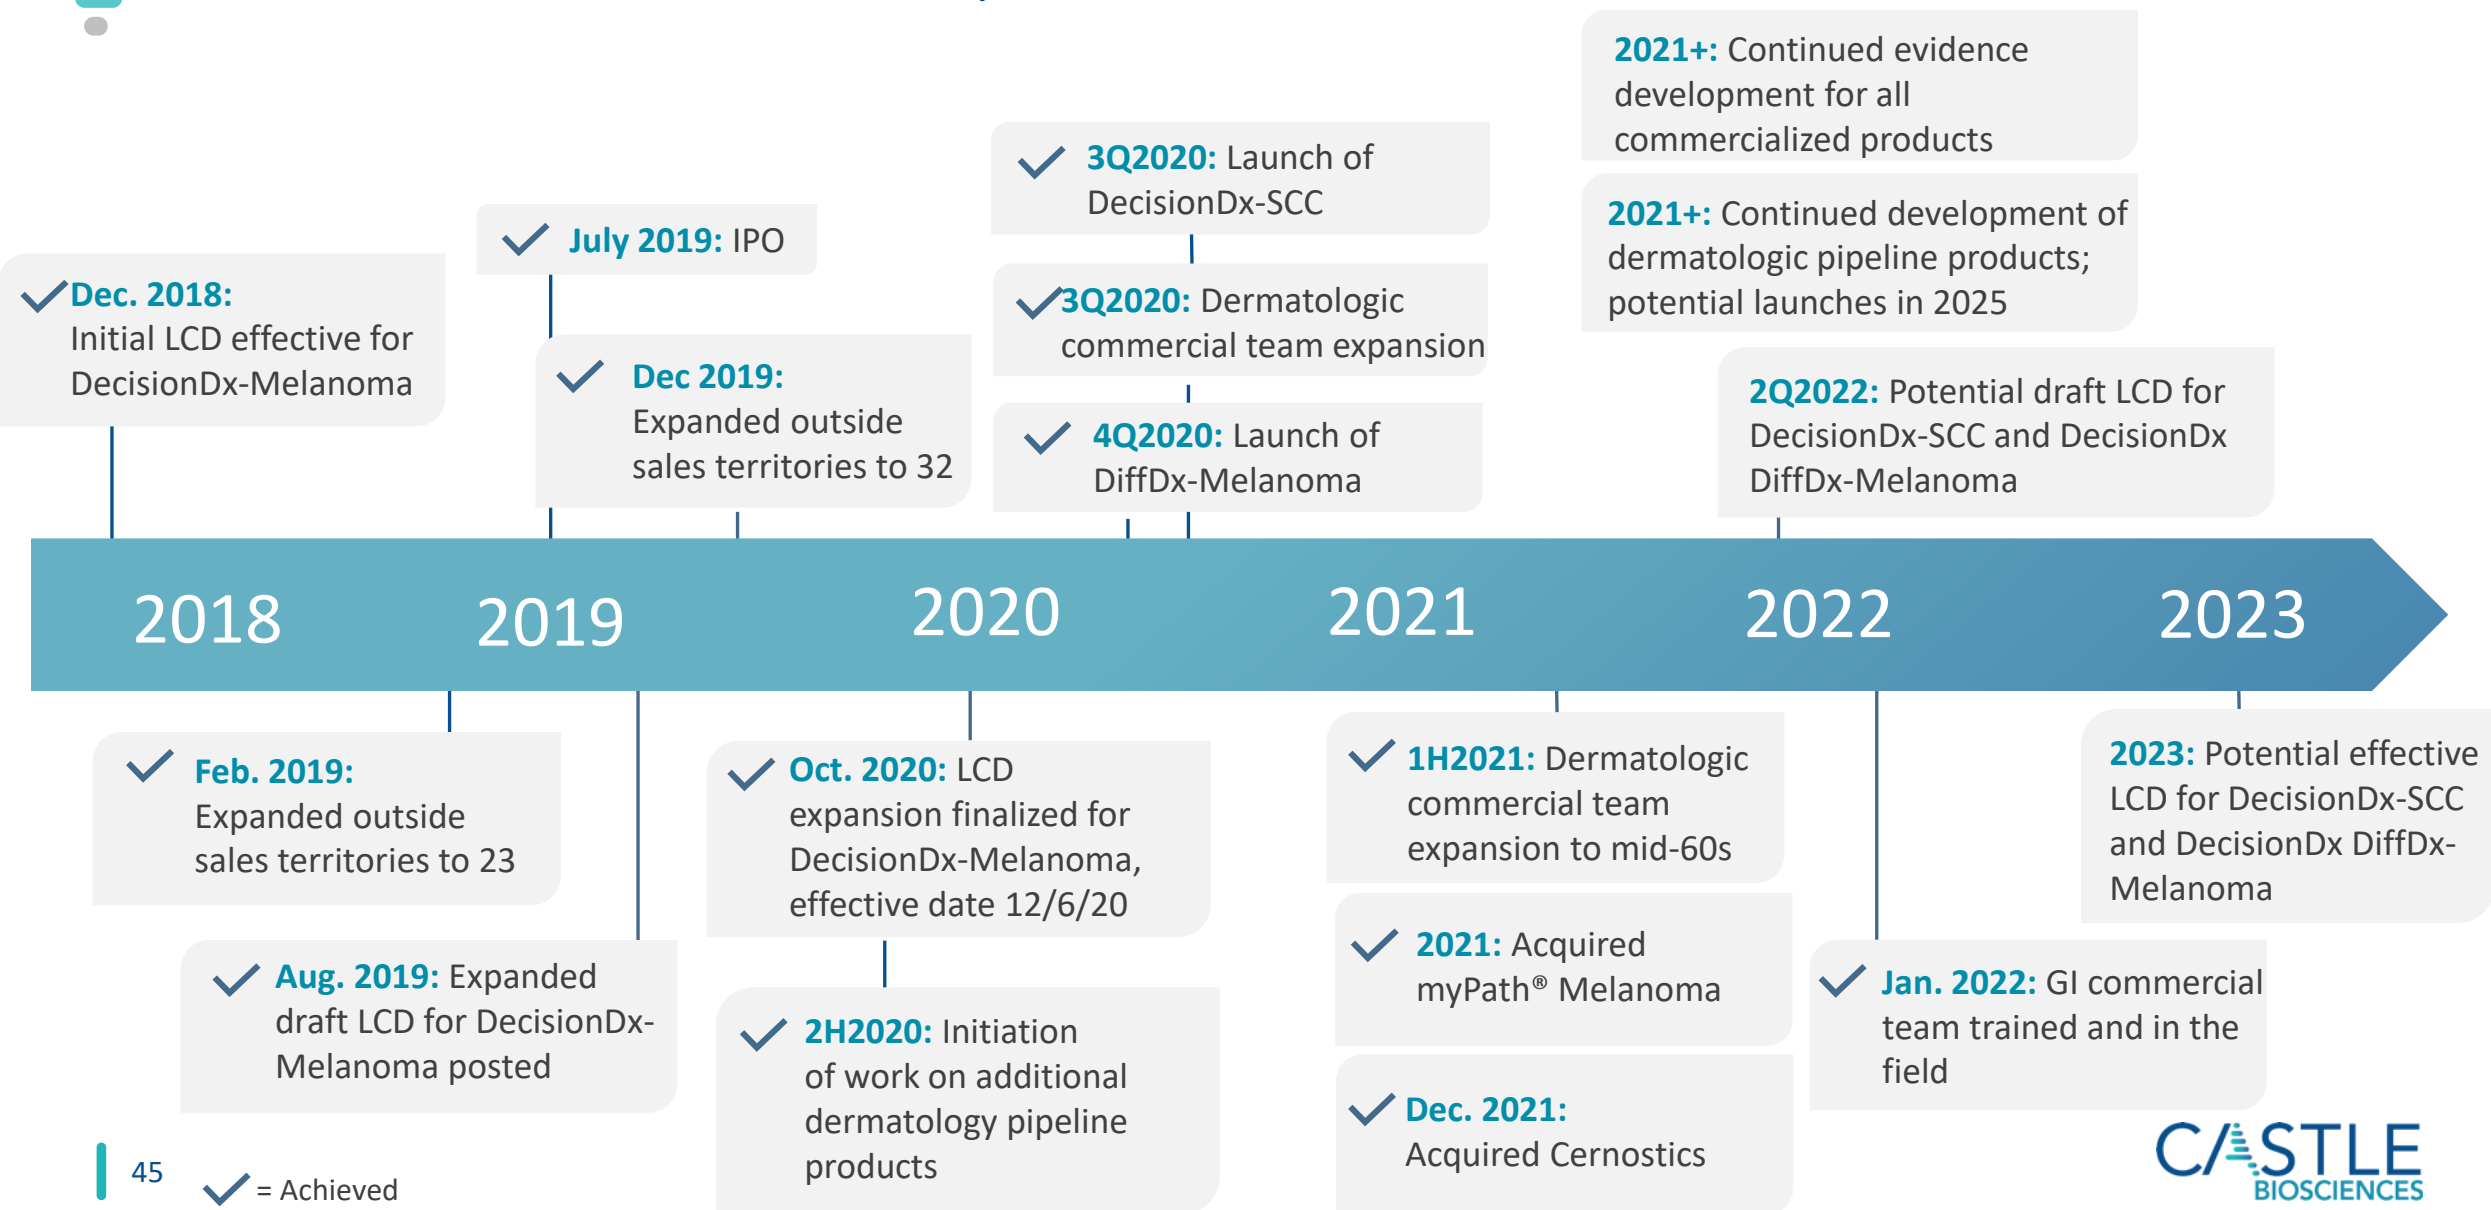 2021+: Continued evidence
development for all
commercialized products
2021+: Continued development of
dermatologic pipeline products;
potential launches in 2025
3Q2020: Launch of
DecisionDx-SCC
3Q2020: Dermatologic
commercial team expansion
4Q2020: Launch of
DiffDx-Melanoma
July 2019: IPO
Dec. 2018:
Initial LCD effective for
DecisionDx-Melanoma
Dec 2019:
Expanded outside
sales territories to 32
2Q2022: Potential draft LCD for
DecisionDx-SCC and DecisionDx
DiffDx-Melanoma
2018
2019
2020
2021
2022
2023
Feb. 2019:
Expanded outside
sales territories to 23
Aug. 2019: Expanded
draft LCD for DecisionDx-
Melanoma posted
Oct. 2020: LCD
expansion finalized for
DecisionDx-Melanoma,
effective date 12/6/20
2H2020: Initiation
of work on additional
dermatology pipeline
products
1H2021: Dermatologic
commercial team
expansion to mid-60s
2021: Acquired
myPath® Melanoma
Dec. 2021:
Acquired Cernostics
Jan. 2022: GI commercial
team trained and in the
field
2023: Potential effective
LCD for DecisionDx-SCC
and DecisionDx DiffDx-
Melanoma
45
= Achieved
CASTLE
BIOSCIENCES